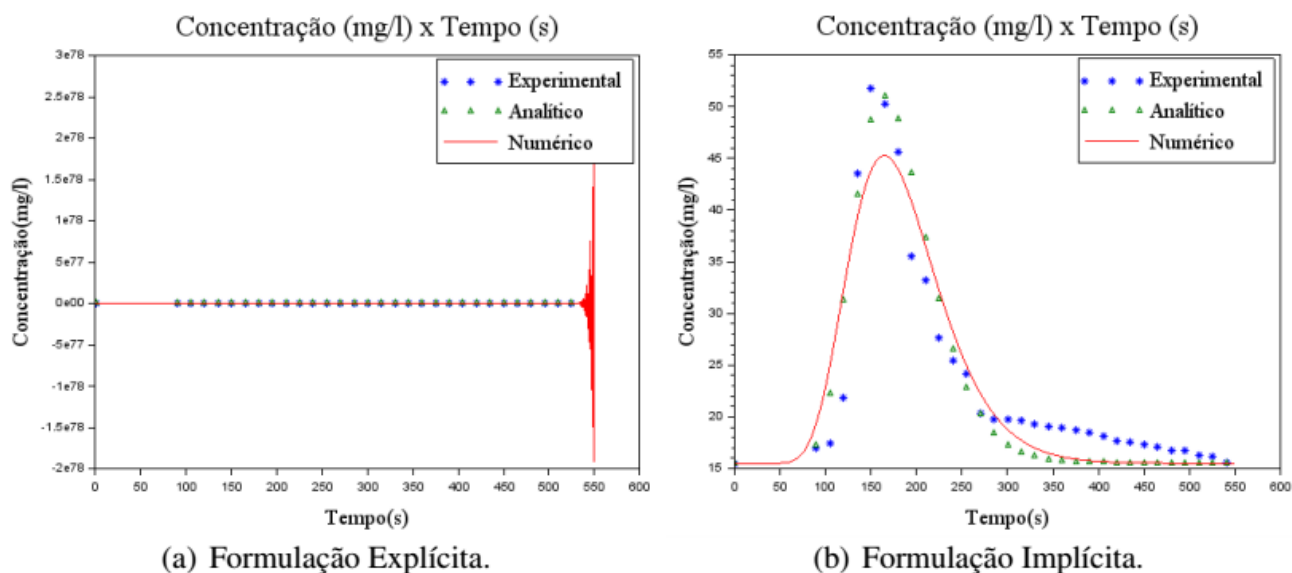 Concentração (mg/l) x Tempo (s)
3e78
2.5e78
2e78
1.5e78
1e78
5e77
0e00
-5e77
-1e78
-1.5e78
-2e78
Concentração(mg/l)
Experimental
Analítico
Numérico
0 50 100 150 200 250 300 350 400 450 500 550 600
Tempo(s)
(a) Formulação Explícita.
Concentração (mg/l) x Tempo (s)
55
50
45
40
35
30
25
20
15
Concentração(mg/l)
Experimental
Analítico
Numérico
0 50 100 150 200 250 300 350 400 450 500 550 600
Tempo(s)
(b) Formulação Implícita.